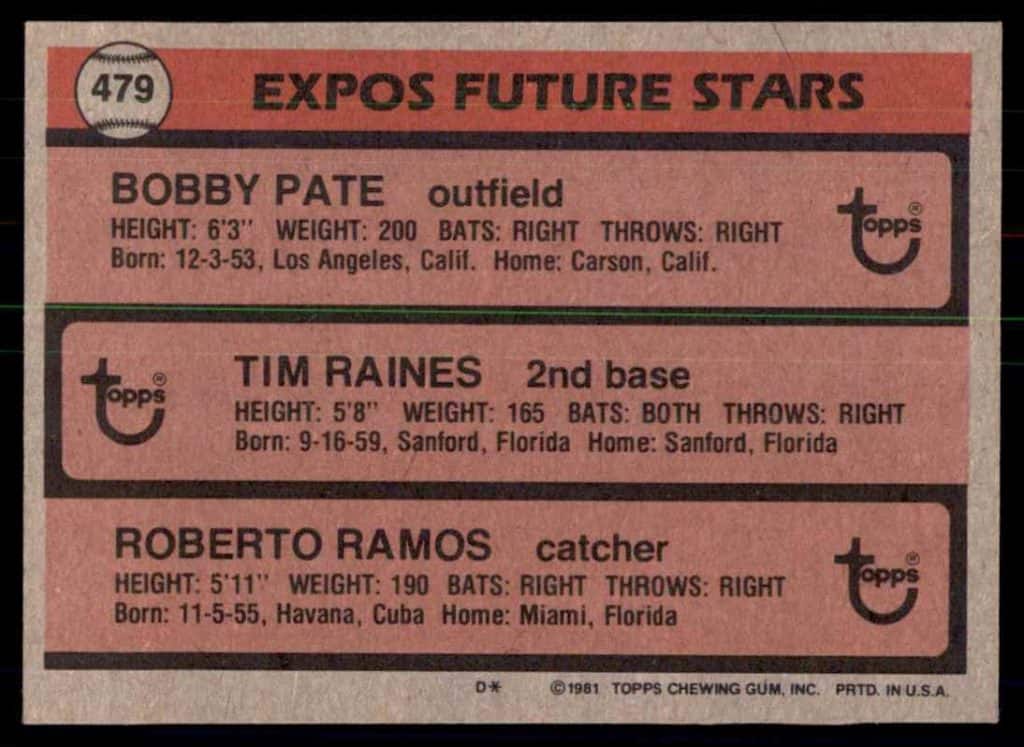 479
EXPOS FUTURE STARS
BOBBY PATE outfield
HEIGHT: 6'3" WEIGHT: 200 BATS: RIGHT THROWS: RIGHT
Born: 12-3-53, Los Angeles, Calif. Home: Carson, Calif.
topps®
TIM RAINES 2nd base
HEIGHT: 5'8" WEIGHT: 165 BATS: BOTH THROWS: RIGHT
Born: 9-16-59, Sanford, Florida Home: Sanford, Florida
topps®
ROBERTO RAMOS catcher
HEIGHT: 5'11" WEIGHT: 190 BATS: RIGHT THROWS: RIGHT
Born: 11-5-55, Havana, Cuba Home: Miami, Florida
topps®
D* ©1981 TOPPS CHEWING GUM, INC. PRTD. IN U.S.A.